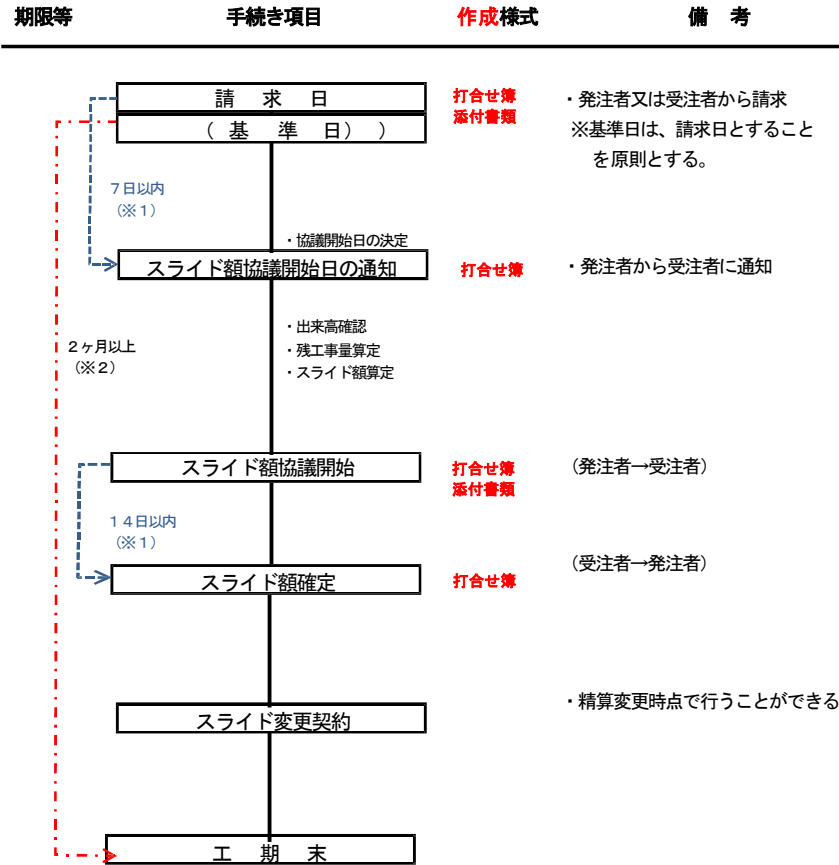 期限等 手続き項目 作成様式 備 考
請 求 日
(基 準 日))
打合せ簿
添付書類
・発注者又は受注者から請求
※基準日は、請求日とすること
を原則とする。
7日以内
(※1)
・協議開始日の決定
スライド額協議開始日の通知
打合せ簿
・発注者から受注者に通知
・出来高確認
・残工事量算定
・スライド額算定
2ヶ月以上
(※2)
スライド額協議開始
打合せ簿
添付書類
(発注者→受注者)
14日以内
(※1)
スライド額確定
打合せ簿
(受注者→発注者)
スライド変更契約
・精算変更時点で行うことができる
工 期 末